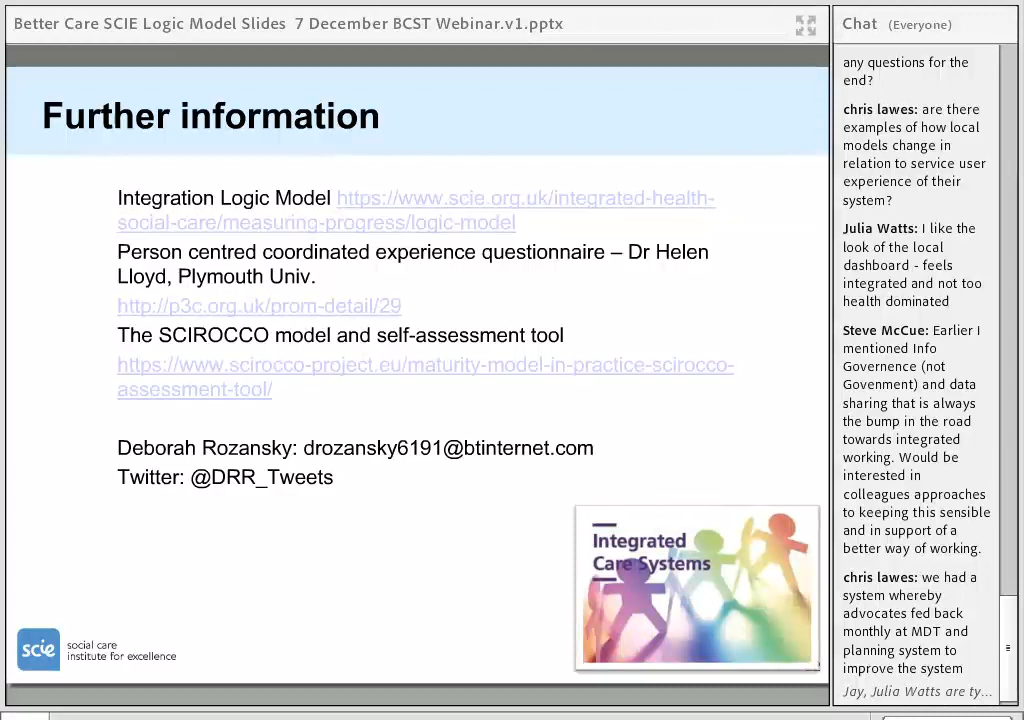 Better Care SCIE Logic Model Slides 7 December BCST Webinar.v1.pptx
Further information
Integration Logic Model https://www.scie.org.uk/integrated-health-
social-care/measuring-progress/logic-model
Person centred coordinated experience questionnaire – Dr Helen
Lloyd, Plymouth Univ.
http://p3c.org.uk/prom-detail/29
The SCIROCCO model and self-assessment tool
https://www.scirocco-project.eu/maturity-model-in-practice-scirocco-
assessment-tool/
Deborah Rozansky: drozansky6191@btinternet.com
Twitter: @DRR_Tweets
Integrated
Care Systems
scie
social care
institute for excellence
Chat (Everyone)
any questions for the
end?
chris lawes: are there
examples of how local
models change in
relation to service user
experience of their
system?
Julia Watts: I like the
look of the local
dashboard - feels
integrated and not too
health dominated
Steve McCue: Earlier I
mentioned Info
Governence (not
Govenment) and data
sharing that is always
the bump in the road
towards integrated
working. Would be
interested in
colleagues approaches
to keeping this sensible
and in support of a
better way of working.
chris lawes: we had a
system whereby
advocates fed back
monthly at MDT and
planning system to
improve the system
Jay, Julia Watts are ty...